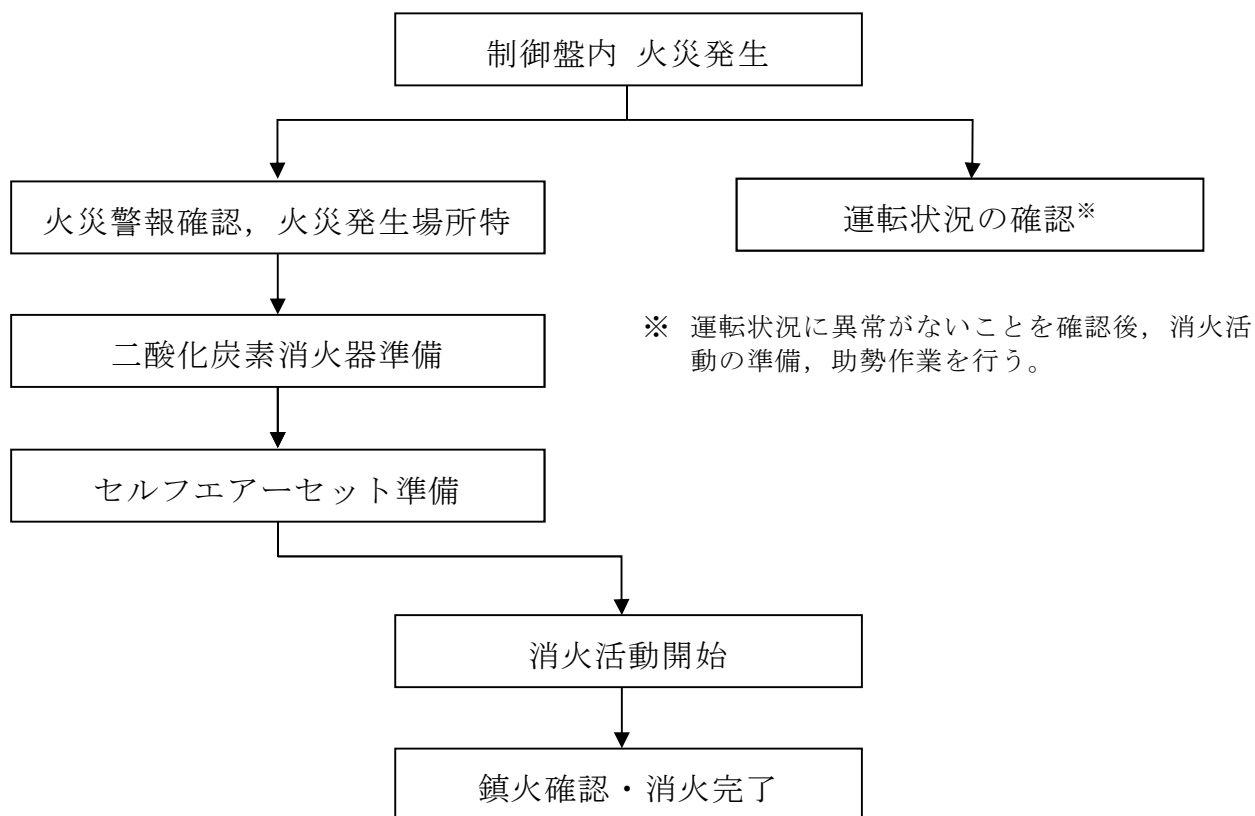 制御盤内 火災発生
火災警報確認，火災発生場所特
運転状況の確認※
二酸化炭素消火器準備
※ 運転状況に異常がないことを確認後，消火活
動の準備，助勢作業を行う。
セルフエアーセット準備
消火活動開始
鎮火確認・消火完了